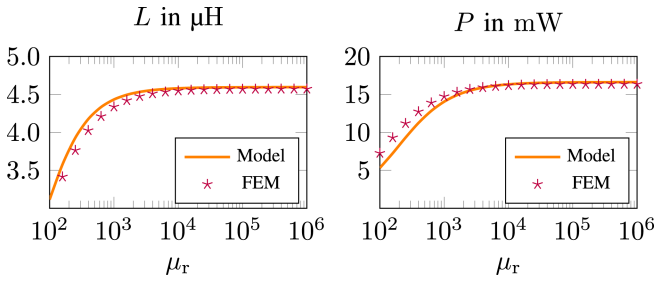 L in µH
5.0
4.5
4.0
3.5
Model
FEM
10² 10³ 10⁴ 10⁵ 10⁶
μr
P in mW
20
15
10
5
Model
FEM
10² 10³ 10⁴ 10⁵ 10⁶
μr